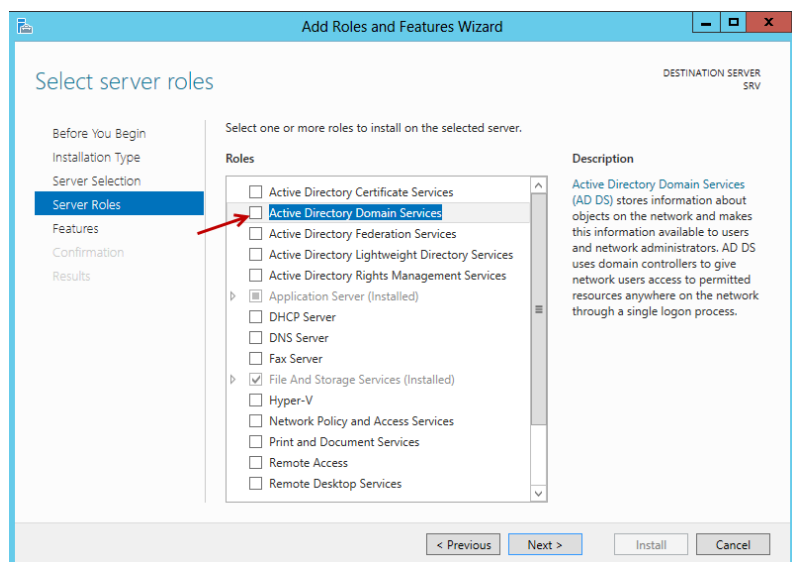 Add Roles and Features Wizard
Select server roles
DESTINATION SERVER
SRV
Before You Begin
Installation Type
Server Selection
Server Roles
Features
Confirmation
Results
Select one or more roles to install on the selected server.
Roles
Active Directory Certificate Services
Active Directory Domain Services
Active Directory Federation Services
Active Directory Lightweight Directory Services
Active Directory Rights Management Services
Application Server (Installed)
DHCP Server
DNS Server
Fax Server
File And Storage Services (Installed)
Hyper-V
Network Policy and Access Services
Print and Document Services
Remote Access
Remote Desktop Services
Description
Active Directory Domain Services
(AD DS) stores information about
objects on the network and makes
this information available to users
and network administrators. AD DS
uses domain controllers to give
network users access to permitted
resources anywhere on the network
through a single logon process.
< Previous
Next >
Install
Cancel